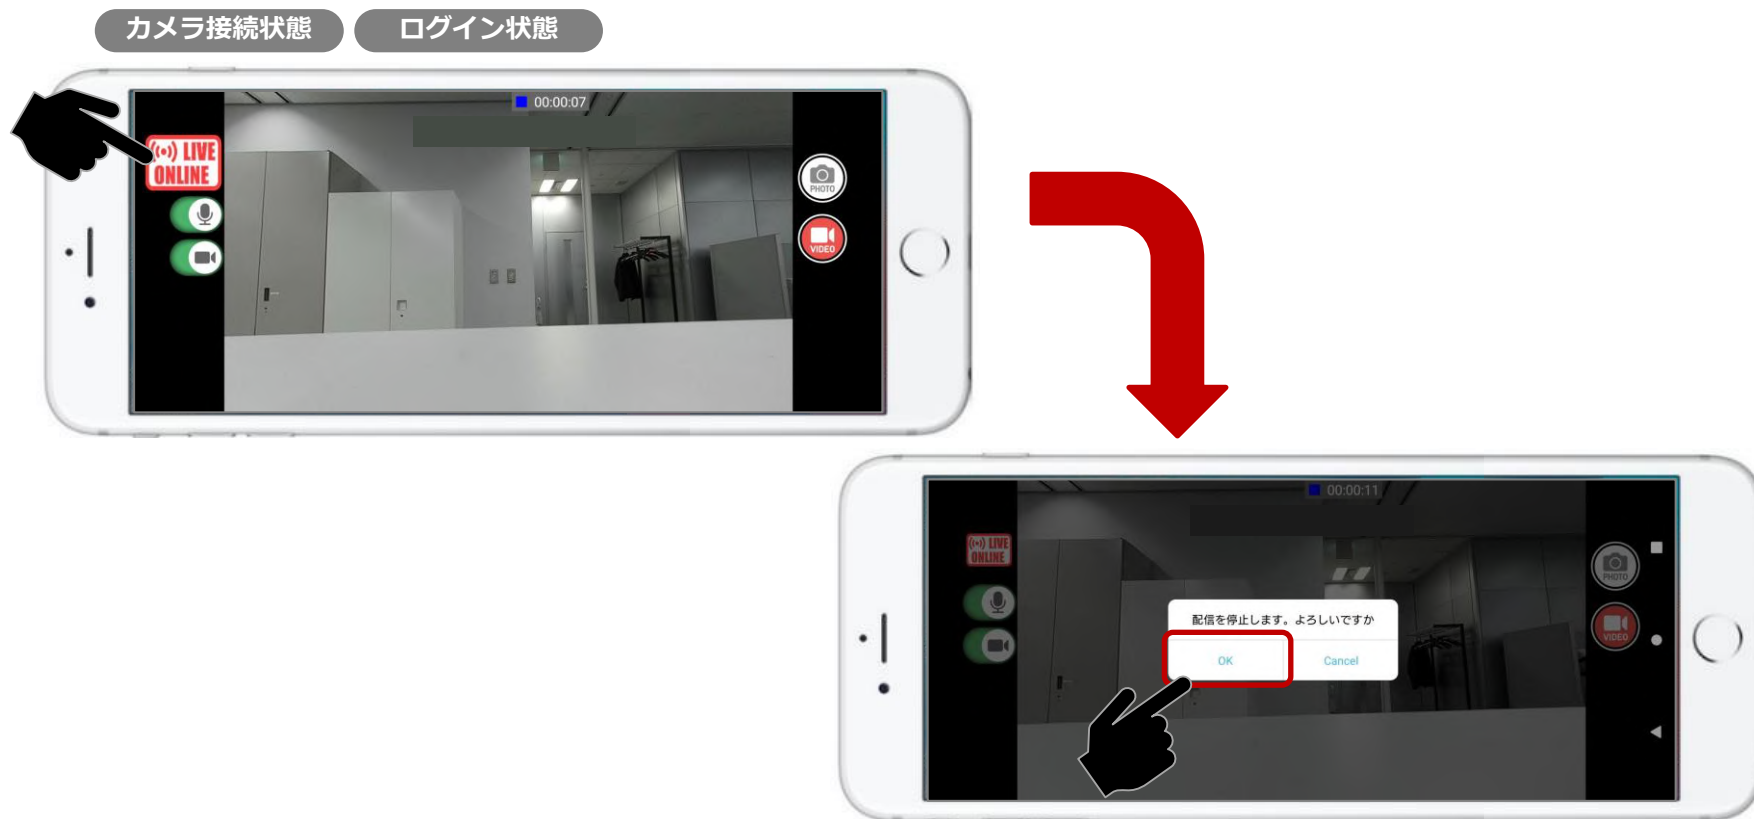 カメラ接続状態
ログイン状態
00:00:07
LIVE
ONLINE
PHOTO
VIDEO
00:00:11
LIVE
ONLINE
PHOTO
VIDEO
配信を停止します。よろしいですか
OK
Cancel